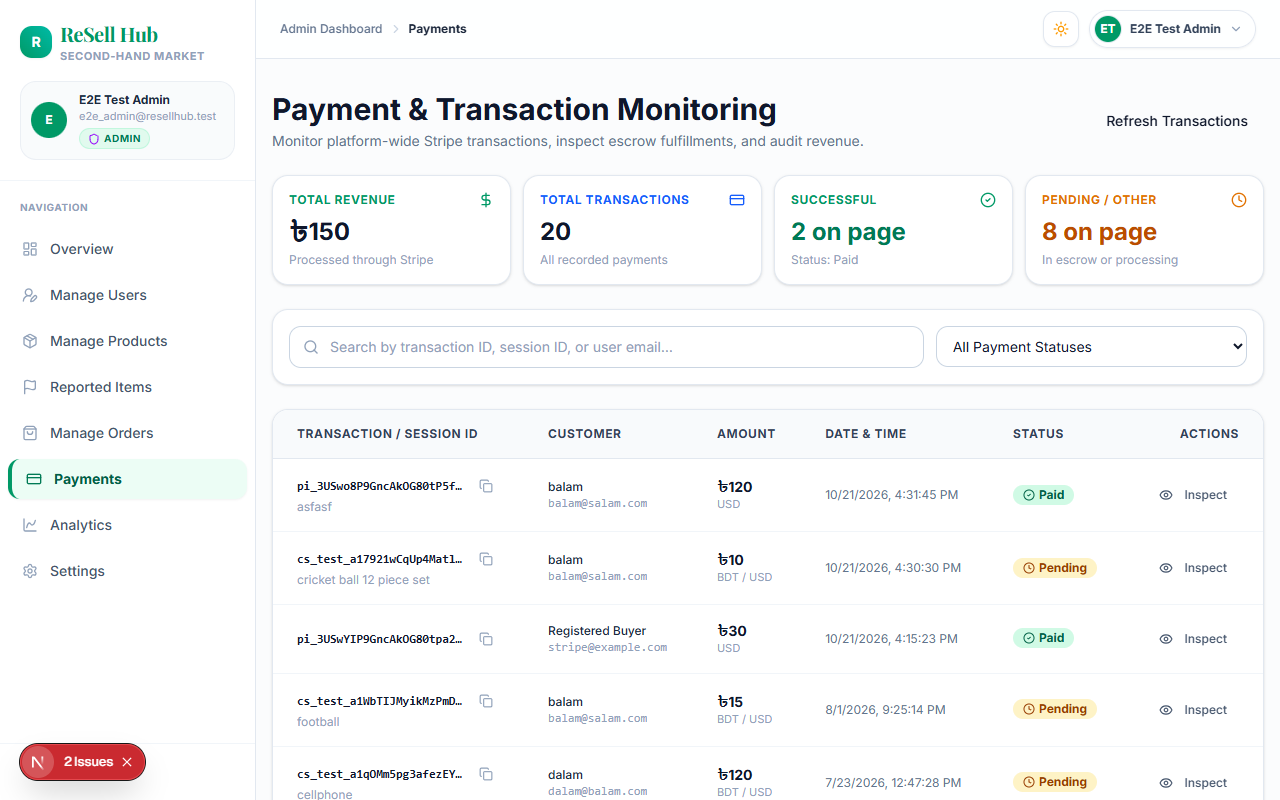 R
ReSell Hub
SECOND-HAND MARKET
E
E2E Test Admin
e2e_admin@resellhub.test
ADMIN
NAVIGATION
Overview
Manage Users
Manage Products
Reported Items
Manage Orders
Payments
Analytics
Settings
N 2 Issues
Admin Dashboard > Payments
ET E2E Test Admin
Payment & Transaction Monitoring
Monitor platform-wide Stripe transactions, inspect escrow fulfillments, and audit revenue.
Refresh Transactions
TOTAL REVENUE
৳150
Processed through Stripe
TOTAL TRANSACTIONS
20
All recorded payments
SUCCESSFUL
2 on page
Status: Paid
PENDING / OTHER
8 on page
In escrow or processing
Search by transaction ID, session ID, or user email...
All Payment Statuses
TRANSACTION / SESSION ID CUSTOMER AMOUNT DATE & TIME STATUS ACTIONS
pi_3USwo8P9GncAkOG80tP5f… balam ৳120 10/21/2026, 4:31:45 PM Paid Inspect
asfasf balam@salam.com USD
cs_test_a17921wCqUp4Matl… balam ৳10 10/21/2026, 4:30:30 PM Pending Inspect
cricket ball 12 piece set balam@salam.com BDT / USD
pi_3USwYIP9GncAkOG80tpa2… Registered Buyer ৳30 10/21/2026, 4:15:23 PM Paid Inspect
stripe@example.com USD
cs_test_a1WbTIJMyikMzPmD… balam ৳15 8/1/2026, 9:25:14 PM Pending Inspect
football balam@salam.com BDT / USD
cs_test_a1qOMm5pg3afezEY… dalam ৳120 7/23/2026, 12:47:28 PM Pending Inspect
cellphone dalam@balam.com BDT / USD